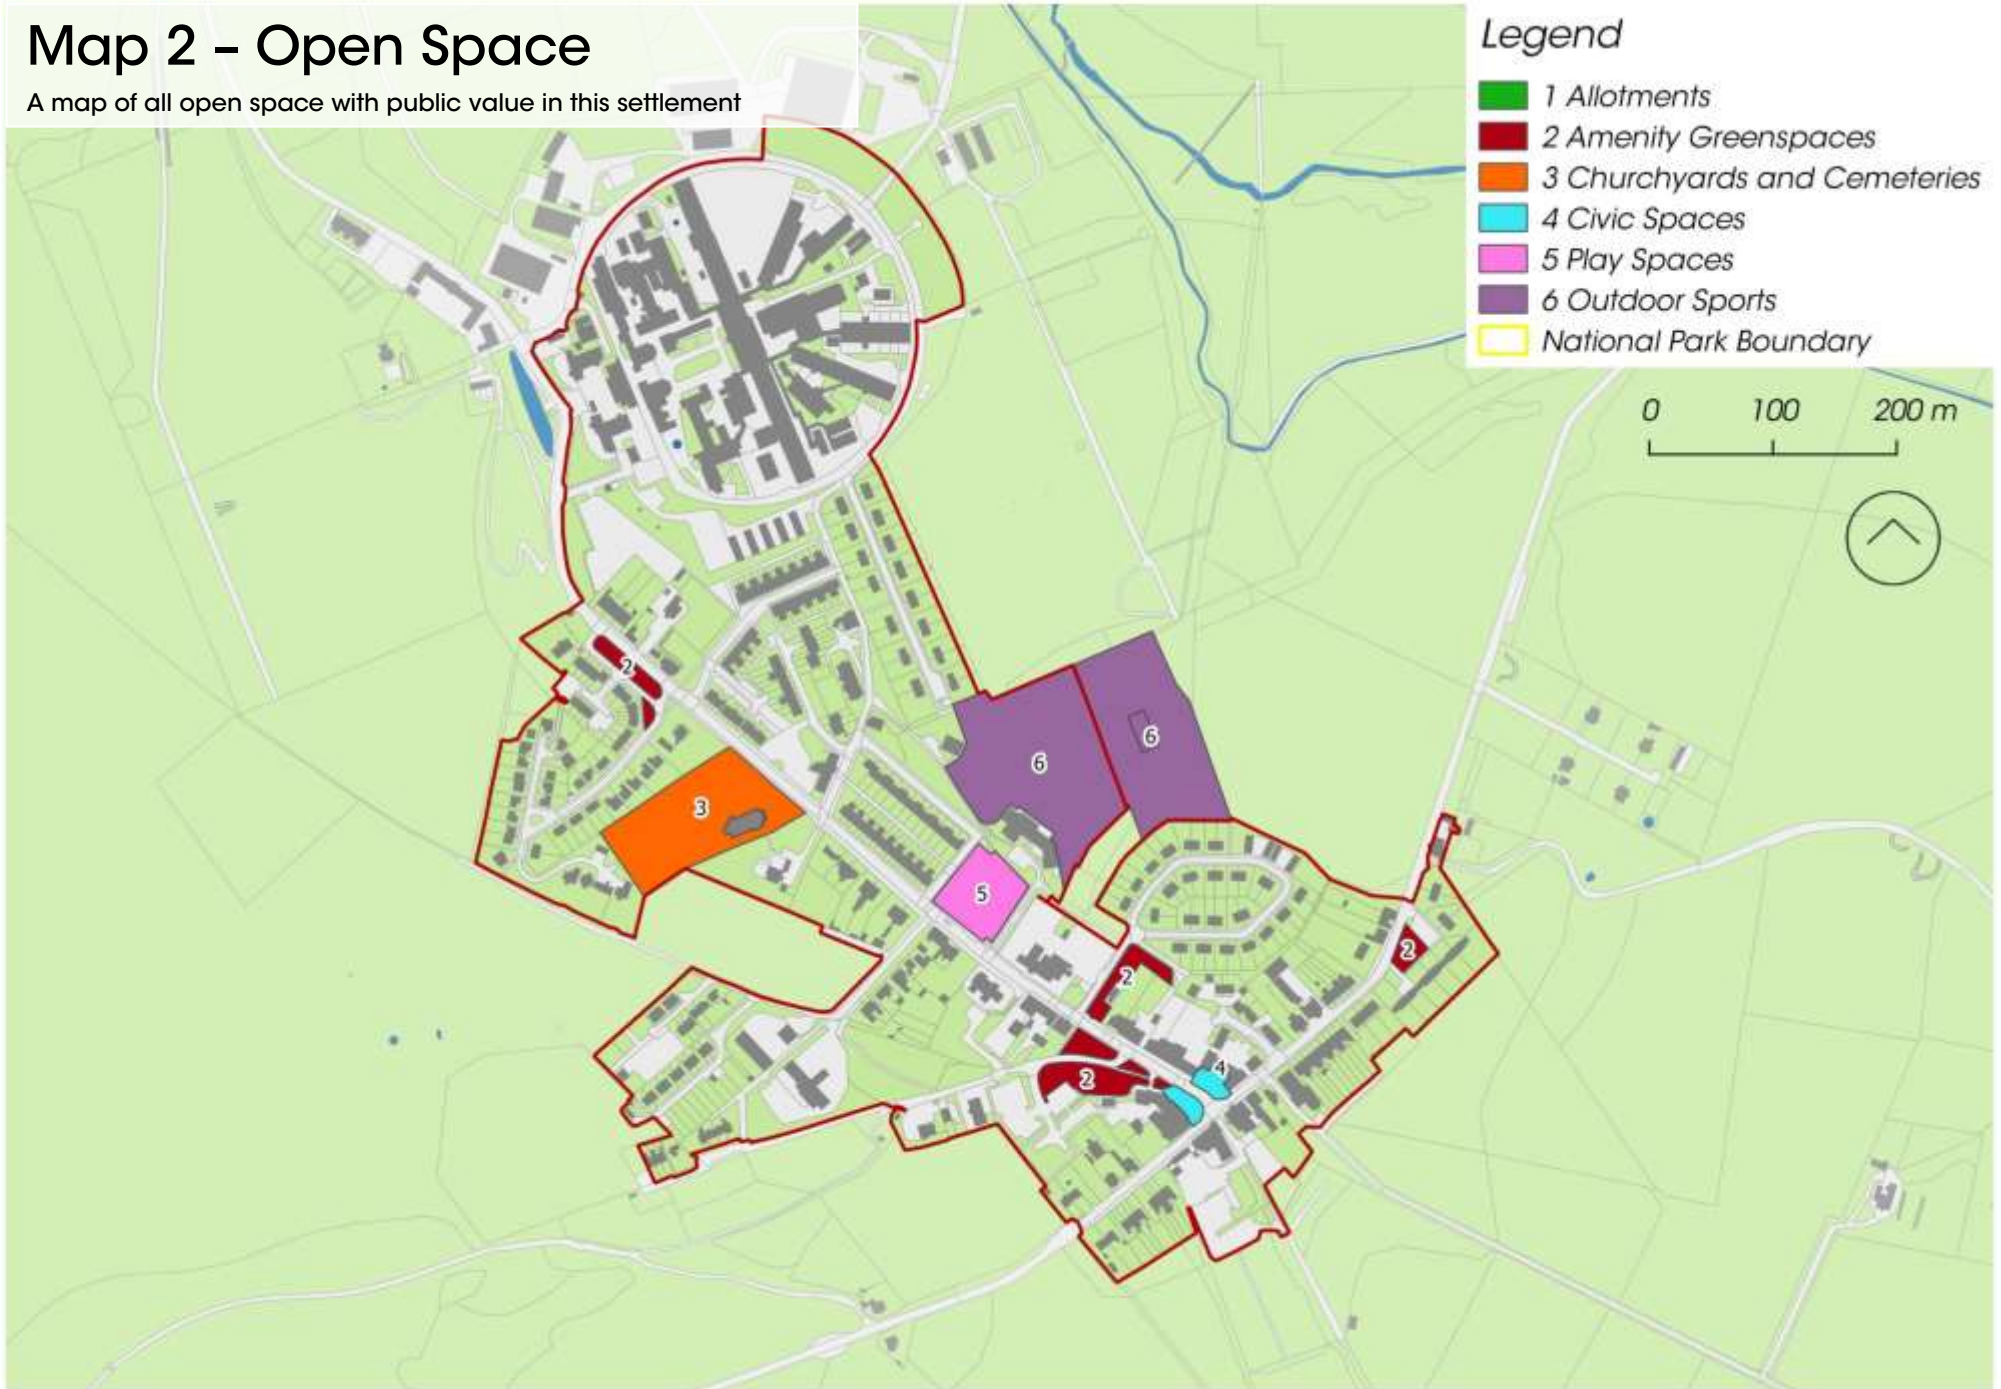 Map 2 – Open Space
A map of all open space with public value in this settlement
Legend
1 Allotments
2 Amenity Greenspaces
3 Churchyards and Cemeteries
4 Civic Spaces
5 Play Spaces
6 Outdoor Sports
National Park Boundary
0 100 200 m
2
6
6
3
5
2
2
4
2